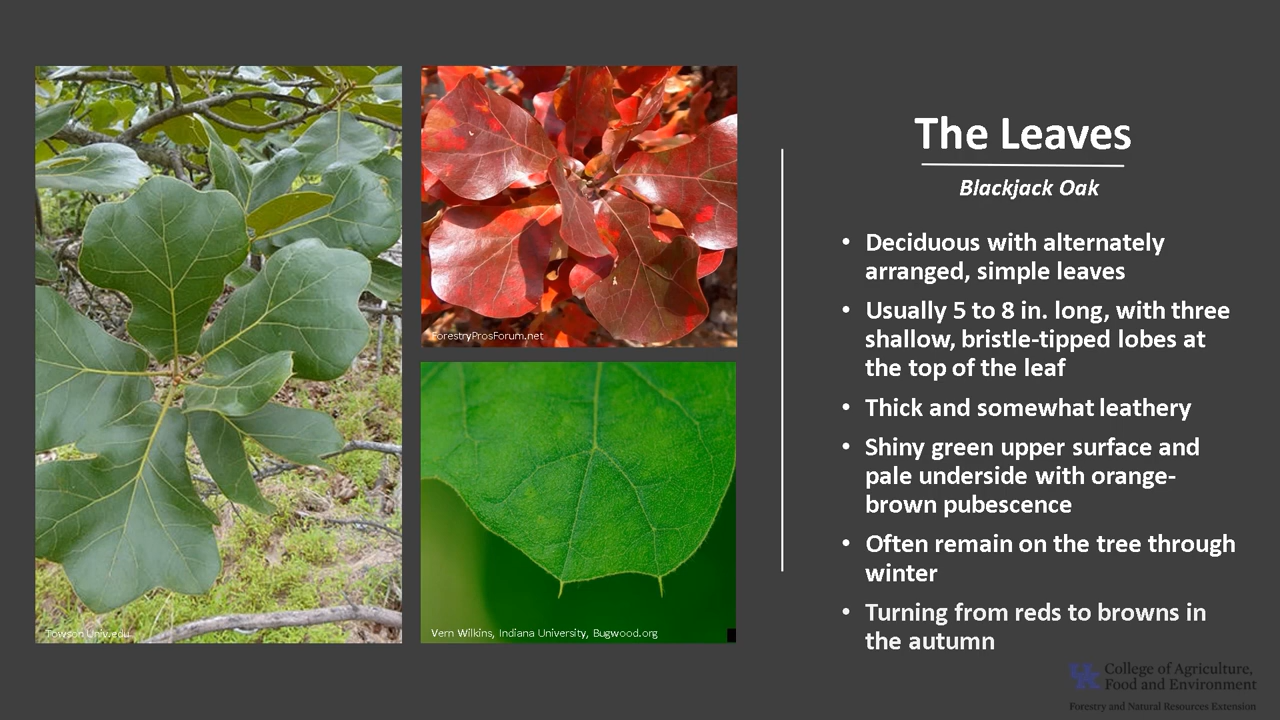 The Leaves
Blackjack Oak
• Deciduous with alternately
arranged, simple leaves
• Usually 5 to 8 in. long, with three
shallow, bristle-tipped lobes at
the top of the leaf
• Thick and somewhat leathery
• Shiny green upper surface and
pale underside with orange-
brown pubescence
• Often remain on the tree through
winter
• Turning from reds to browns in
the autumn
ForestryProsForum.net
Towson Univ.edu
Vern Wilkins, Indiana University, Bugwood.org
UK
College of Agriculture,
Food and Environment
Forestry and Natural Resources Extension